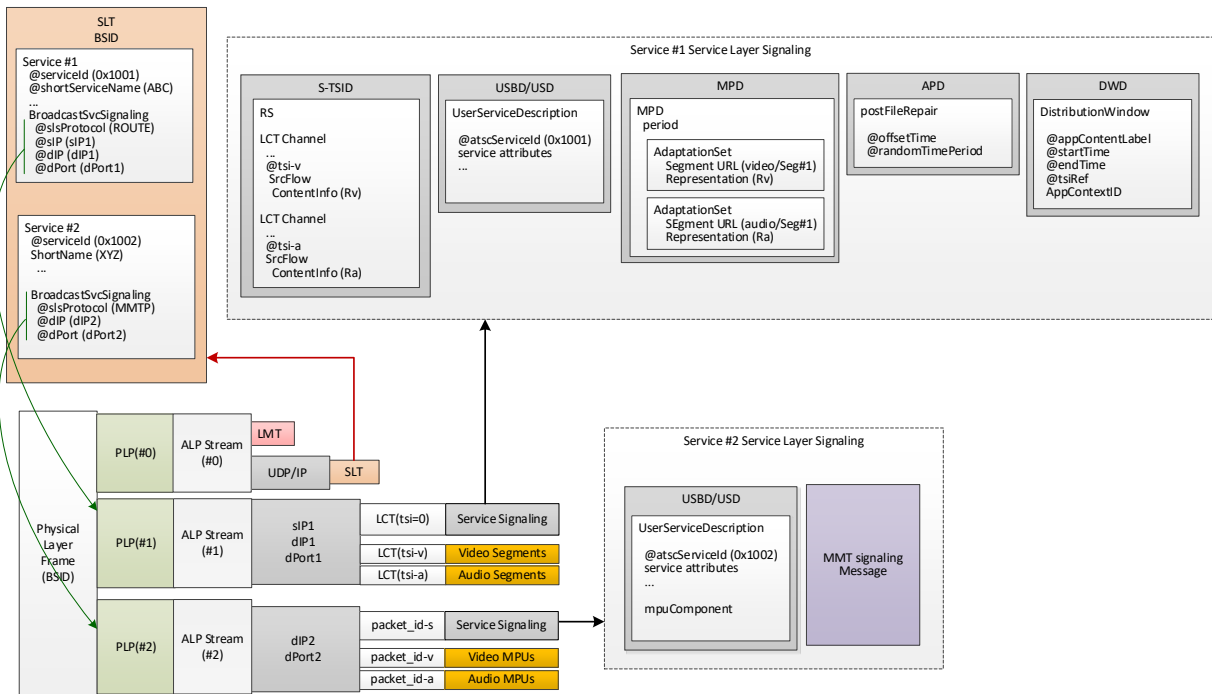 SLT
BSID
Service #1
@serviceId (0x1001)
@shortServiceName (ABC)
...
BroadcastSvcSignaling
@slsProtocol (ROUTE)
@sIP (sIP1)
@dIP (dIP1)
@dPort (dPort1)
Service #2
@serviceId (0x1002)
ShortName (XYZ)
...
BroadcastSvcSignaling
@slsProtocol (MMTP)
@dIP (dIP2)
@dPort (dPort2)
Service #1 Service Layer Signaling
S-TSID
RS
LCT Channel
...
@tsi-v
SrcFlow
ContentInfo (Rv)
LCT Channel
...
@tsi-a
SrcFlow
ContentInfo (Ra)
USBD/USD
UserServiceDescription
@atscServiceId (0x1001)
service attributes
...
MPD
MPD
period
AdaptationSet
Segment URL (video/Seg#1)
Representation (Rv)
AdaptationSet
SEgment URL (audio/Seg#1)
Representation (Ra)
APD
postFileRepair
@offsetTime
@randomTimePeriod
DWD
DistributionWindow
@appContentLabel
@startTime
@endTime
@tsiRef
AppContextID
Physical
Layer
Frame
(BSID)
PLP(#0)
ALP Stream
(#0)
LMT
UDP/IP
SLT
PLP(#1)
ALP Stream
(#1)
sIP1
dIP1
dPort1
LCT(tsi=0)
Service Signaling
LCT(tsi-v)
Video Segments
LCT(tsi-a)
Audio Segments
PLP(#2)
ALP Stream
(#2)
dIP2
dPort2
packet_id-s
Service Signaling
packet_id-v
Video MPUs
packet_id-a
Audio MPUs
Service #2 Service Layer Signaling
USBD/USD
UserServiceDescription
@atscServiceId (0x1002)
service attributes
...
mpuComponent
MMT signaling
Message